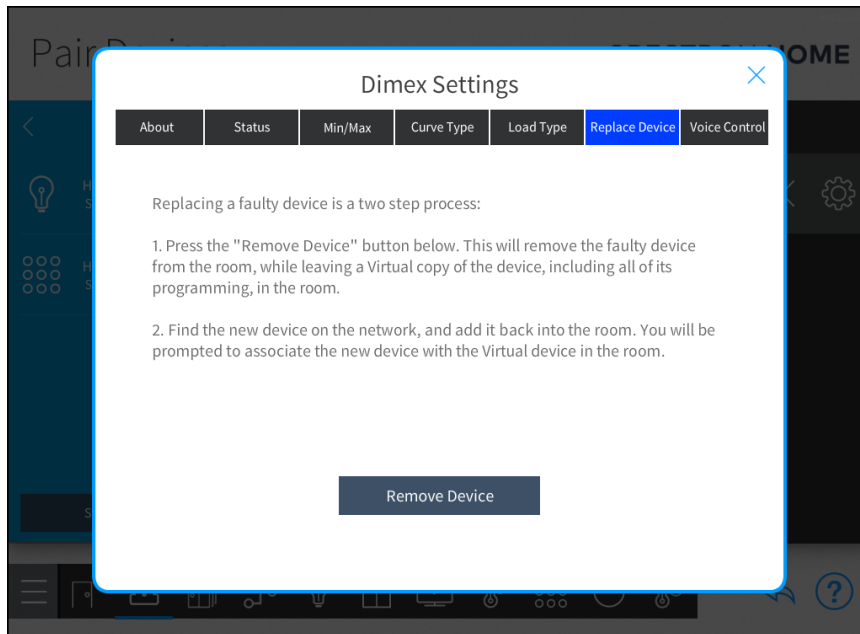 Pair
OME
Dimex Settings
About Status Min/Max Curve Type Load Type Replace Device Voice Control
H
S
Replacing a faulty device is a two step process:
1. Press the "Remove Device" button below. This will remove the faulty device
from the room, while leaving a Virtual copy of the device, including all of its
programming, in the room.
H
S
2. Find the new device on the network, and add it back into the room. You will be
prompted to associate the new device with the Virtual device in the room.
Remove Device
S
?